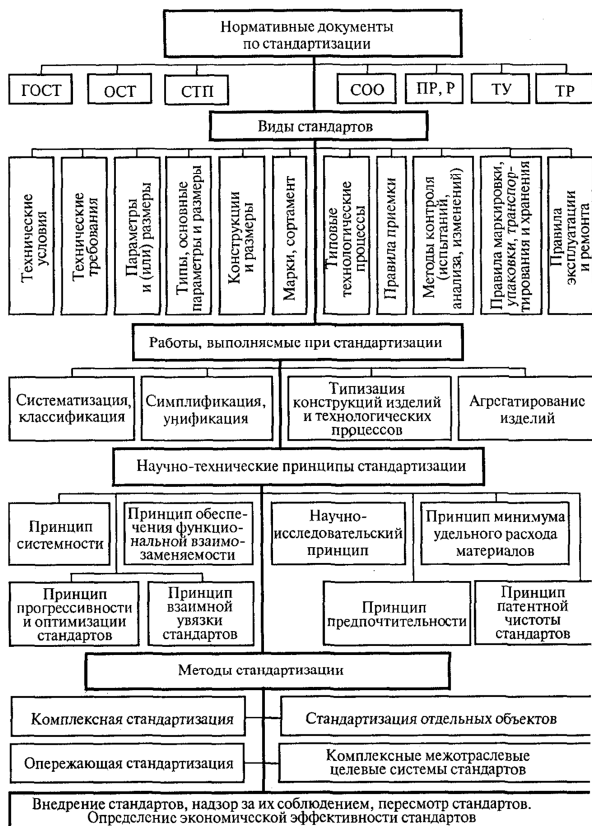 Нормативные документы
по стандартизации
ГОСТ
ОСТ
СТП
СОО
ПР, Р
ТУ
ТР
Виды стандартов
Технические
условия
Технические
требования
Параметры
и (или) размеры
Типы, основные
параметры и размеры
Конструкции
и размеры
Марки, сортамент
Типовые
технологические
процессы
Правила приемки
Методы контроля
(испытаний,
анализа, изменений)
Правила маркировки,
упаковки, транспор-
тирования и хранения
Правила
эксплуатации
и ремонта
Работы, выполняемые при стандартизации
Систематизация,
классификация
Симплификация,
унификация
Типизация
конструкций изделий
и технологических
процессов
Агрегатирование
изделий
Научно-технические принципы стандартизации
Принцип
системности
Принцип обеспе-
чения функцио-
нальной взаимо-
заменяемости
Научно-
исследовательский
принцип
Принцип минимума
удельного расхода
материалов
Принцип
прогрессивности
и оптимизации
стандартов
Принцип
взаимной
увязки
стандартов
Принцип
предпочтительности
Принцип
патентной
чистоты
стандартов
Методы стандартизации
Комплексная стандартизация
Стандартизация отдельных объектов
Опережающая стандартизация
Комплексные межотраслевые
целевые системы стандартов
Внедрение стандартов, надзор за их соблюдением, пересмотр стандартов.
Определение экономической эффективности стандартов